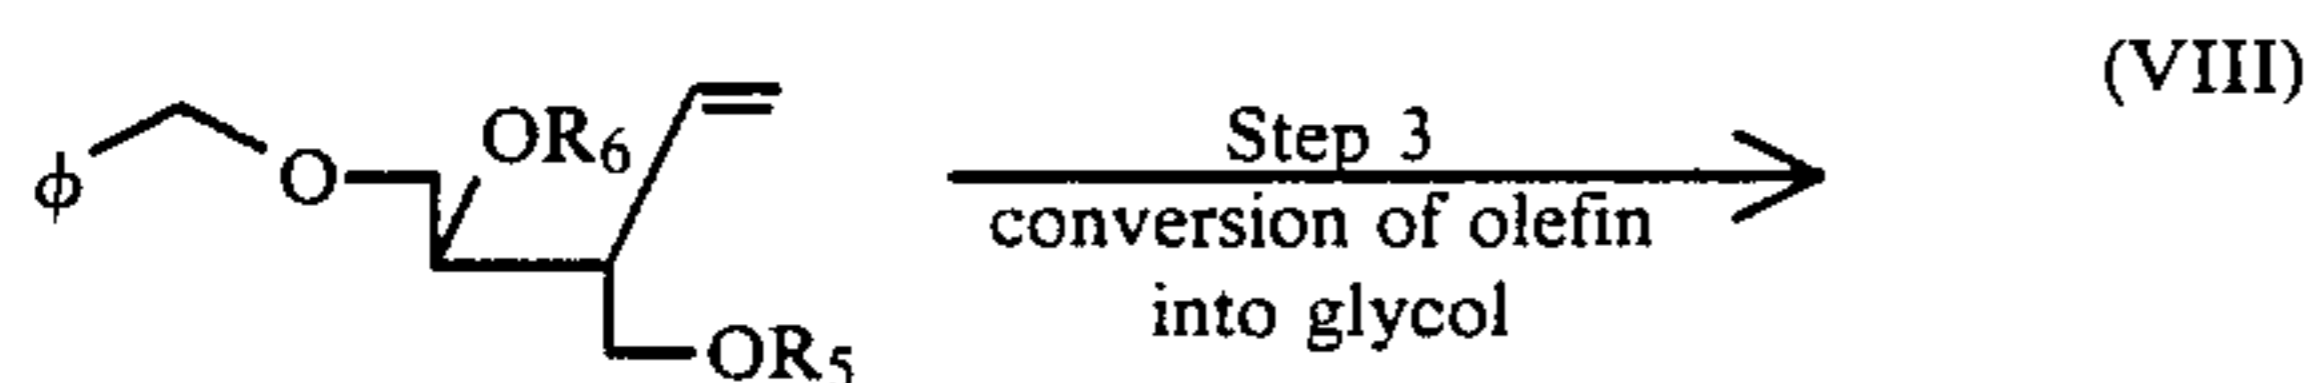 (VIII)
OR₆
Step 3
ϕ
O
conversion of olefin
into glycol
OR₅